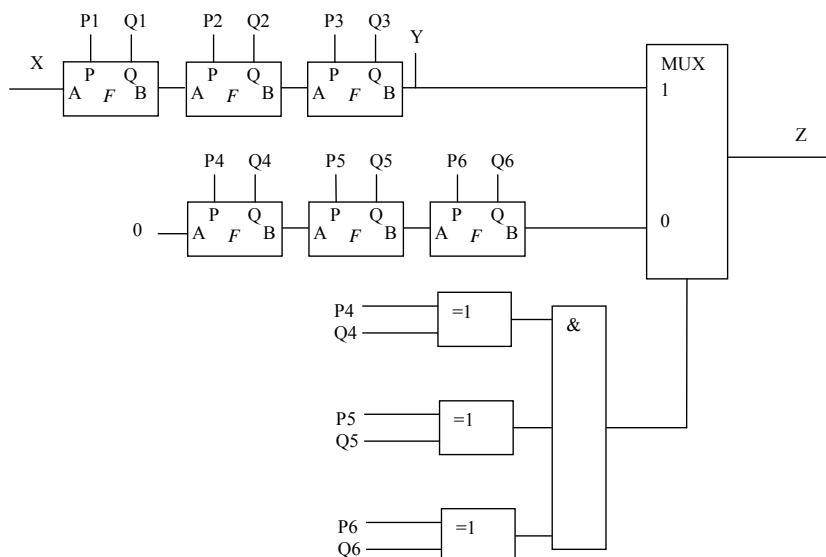 P1 Q1 P2 Q2 P3 Q3 Y
X P Q P Q P Q MUX
A F B A F B A F B 1
Z
P4 Q4 P5 Q5 P6 Q6
P Q P Q P Q 0
0 A F B A F B A F B
P4 =1 &
Q4
P5 =1
Q5
P6 =1
Q6